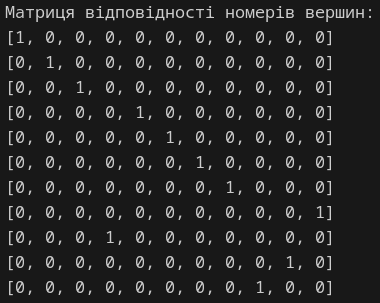 Матриця відповідності номерів вершин:
[1, 0, 0, 0, 0, 0, 0, 0, 0, 0, 0]
[0, 1, 0, 0, 0, 0, 0, 0, 0, 0, 0]
[0, 0, 1, 0, 0, 0, 0, 0, 0, 0, 0]
[0, 0, 0, 0, 1, 0, 0, 0, 0, 0, 0]
[0, 0, 0, 0, 0, 1, 0, 0, 0, 0, 0]
[0, 0, 0, 0, 0, 0, 1, 0, 0, 0, 0]
[0, 0, 0, 0, 0, 0, 0, 1, 0, 0, 0]
[0, 0, 0, 0, 0, 0, 0, 0, 0, 0, 1]
[0, 0, 0, 1, 0, 0, 0, 0, 0, 0, 0]
[0, 0, 0, 0, 0, 0, 0, 0, 0, 1, 0]
[0, 0, 0, 0, 0, 0, 0, 0, 1, 0, 0]